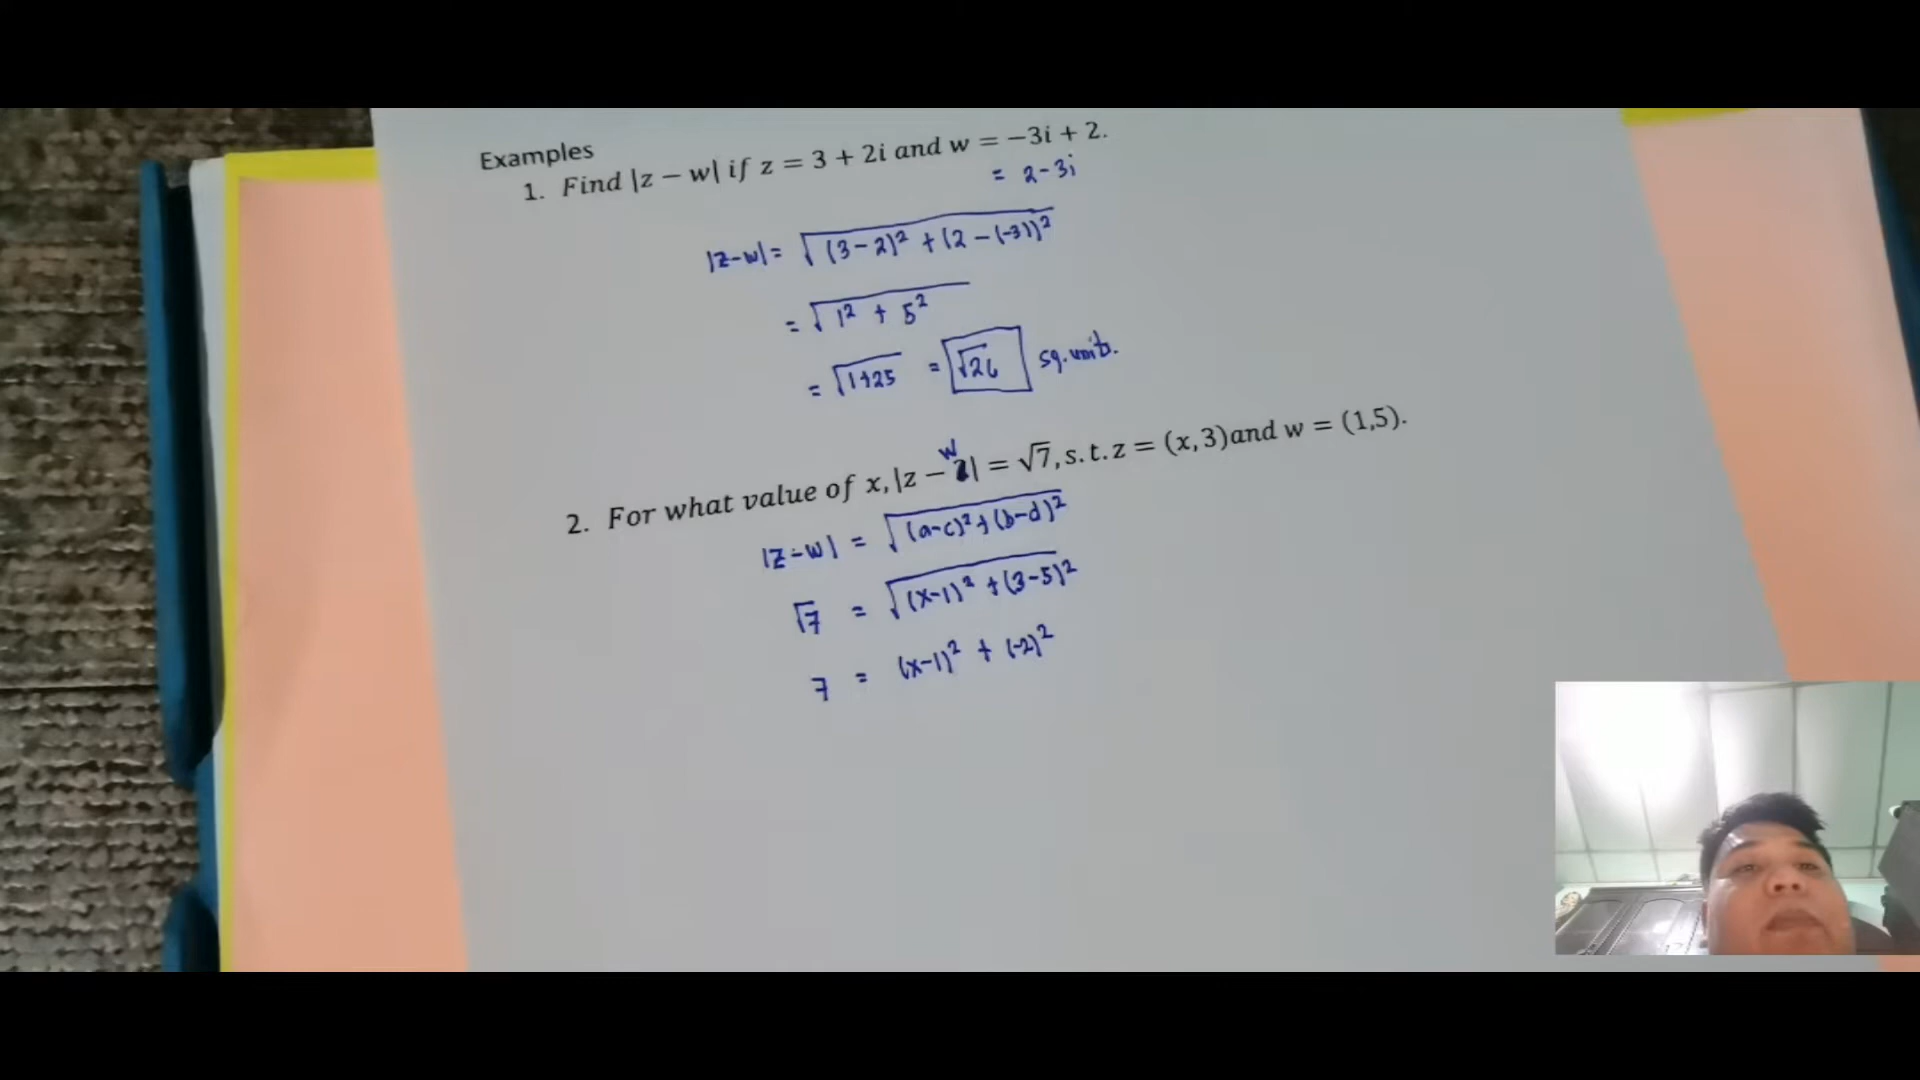 Examples
1. Find |z − w| if z = 3 + 2i and w = −3i + 2.
= 2-3i
|z-w| = √(3-2)² + (2-(-3))²
= √1² + 5²
= √1+25 = √26 sq. units.
w
2. For what value of x, |z − 2| = √7, s.t. z = (x, 3)and w = (1,5).
|z-w| = √(a-c)²+(b-d)²
√7 = √(x-1)² + (3-5)²
7 = (x-1)² + (-2)²